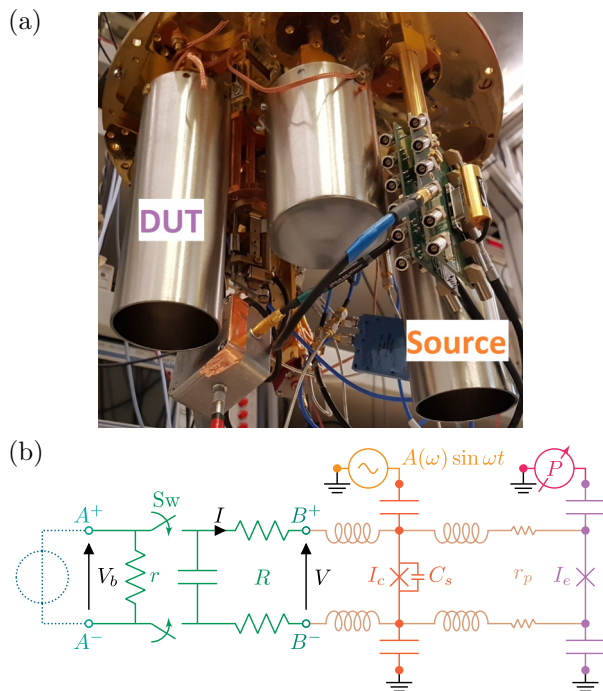 (a)
DUT
Source
(b)
A(ω) sin ωt
P
A⁺
Sw
I
B⁺
V_b
r
R
V
I_c
C_s
r_p
I_e
A⁻
B⁻